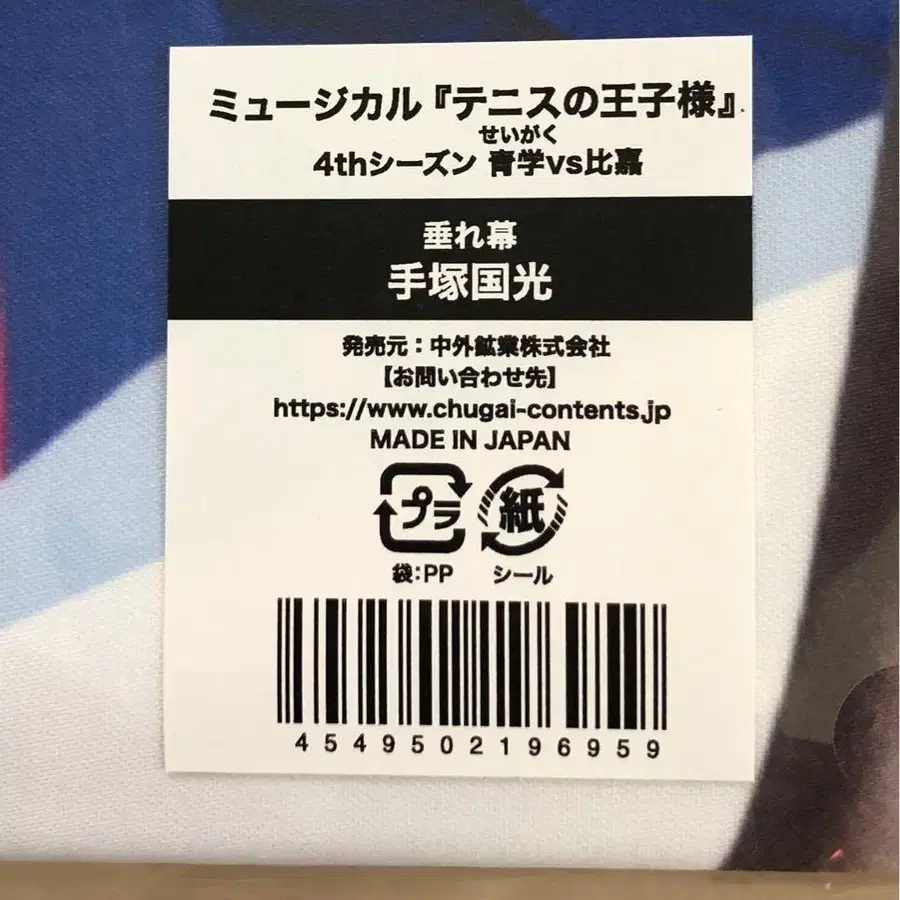 ミュージカル『テニスの王子様』
せいがく
4thシーズン 青学vs比嘉
垂れ幕
手塚国光
発売元：中外鉱業株式会社
【お問い合わせ先】
https://www.chugai-contents.jp
MADE IN JAPAN
プラ 紙
袋：PP シール
4549502196959